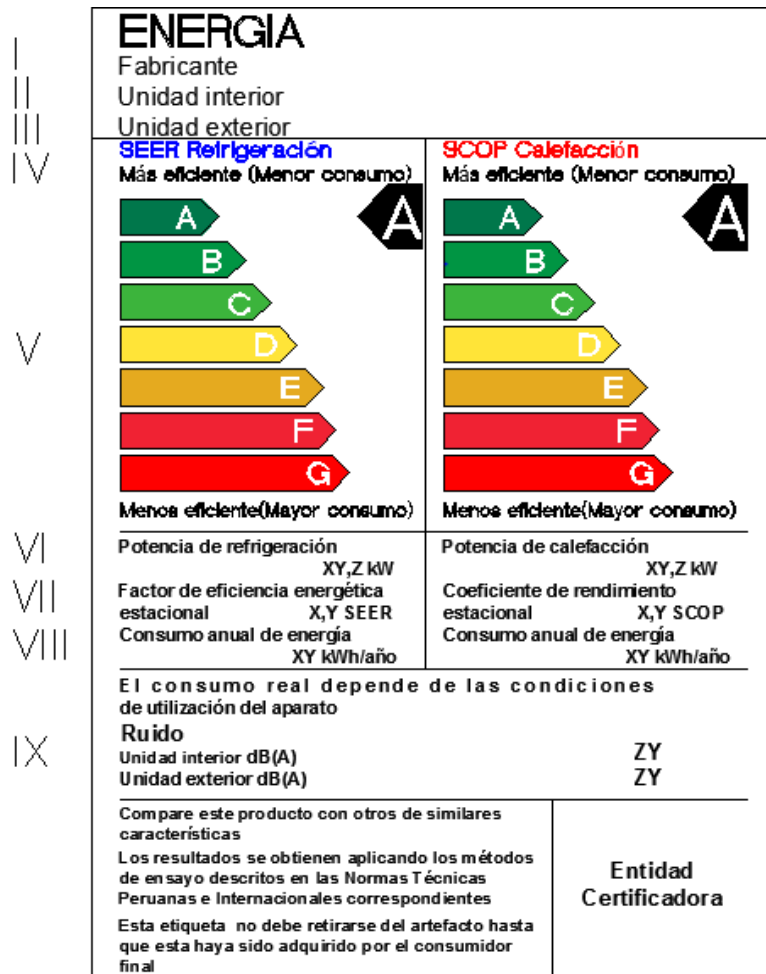 I
II
III
IV
V
VI
VII
VIII
IX
ENERGIA
Fabricante
Unidad interior
Unidad exterior
SEER Refrigeración
Más eficiente (Menor consumo)
A
A
B
C
D
E
F
G
Menos eficiente(Mayor consumo)
SCOP Calefacción
Más eficiente (Menor consumo)
A
A
B
C
D
E
F
G
Menos eficiente(Mayor consumo)
Potencia de refrigeración
XY,Z kW
Factor de eficiencia energética
estacional X,Y SEER
Consumo anual de energía
XY kWh/año
Potencia de calefacción
XY,Z kW
Coeficiente de rendimiento
estacional X,Y SCOP
Consumo anual de energía
XY kWh/año
El consumo real depende de las condiciones
de utilización del aparato
Ruido
Unidad interior dB(A) ZY
Unidad exterior dB(A) ZY
Compare este producto con otros de similares
características
Los resultados se obtienen aplicando los métodos
de ensayo descritos en las Normas Técnicas
Peruanas e Internacionales correspondientes
Esta etiqueta no debe retirarse del artefacto hasta
que esta haya sido adquirido por el consumidor
final
Entidad
Certificadora